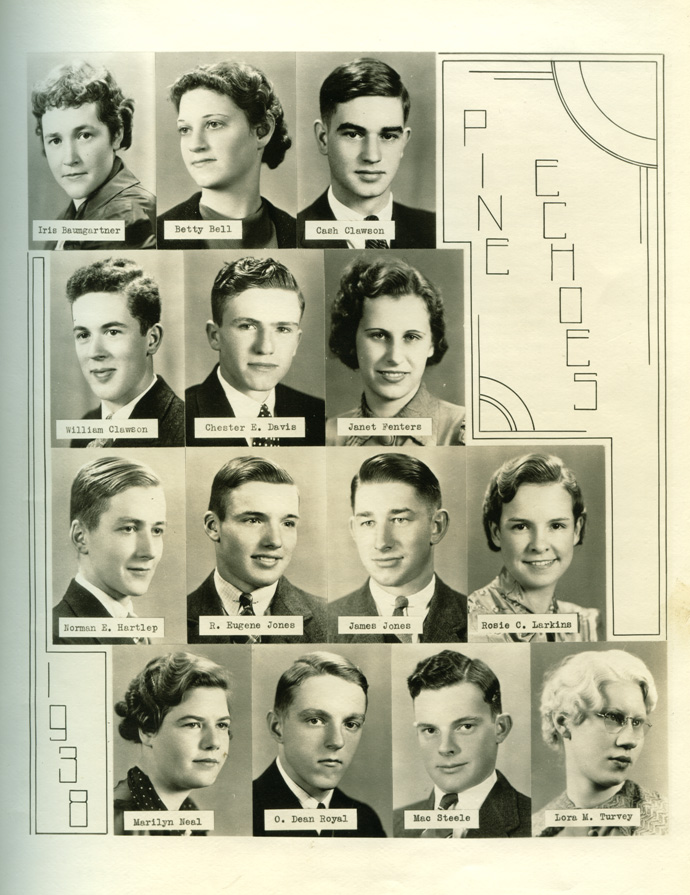 PINE
ECHOES
Iris Baumgartner
Betty Bell
Cash Clawson
William Clawson
Chester E. Davis
Janet Fenters
Norman E. Hartlep
R. Eugene Jones
James Jones
Rosie C. Larkins
1938
Marilyn Neal
O. Dean Royal
Mac Steele
Lora M. Turvey